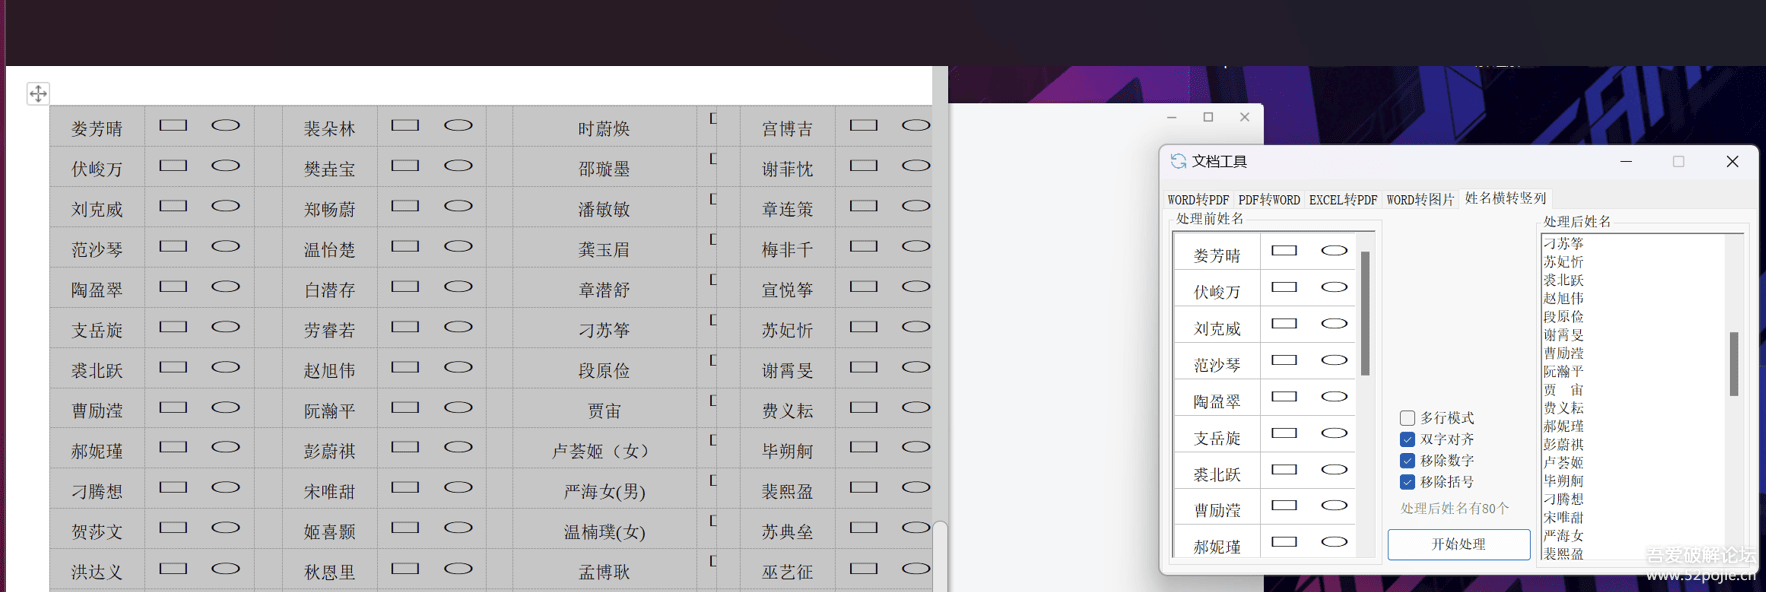 娄芳晴 裴朵林 时蔚焕 宫博吉
伏峻万 樊垚宝 邵璇墨 谢菲忱
刘克威 郑畅蔚 潘敏敏 章连策
范沙琴 温怡楚 龚玉眉 梅非千
陶盈翠 白潜存 章潜舒 宣悦筝
支岳旋 劳睿若 刁苏筝 苏妃忻
裘北跃 赵旭伟 段原俭 谢霄旻
曹励滢 阮瀚平 贾宙 费义耘
郝妮瑾 彭蔚祺 卢荟姬（女） 毕朔舸
刁腾想 宋唯甜 严海女(男) 裴熙盈
贺莎文 姬喜颢 温楠璞(女) 苏典垒
洪达义 秋恩里 孟博耿 巫艺征
文档工具
WORD转PDF PDF转WORD EXCEL转PDF WORD转图片 姓名横转竖列
处理前姓名
娄芳晴
伏峻万
刘克威
范沙琴
陶盈翠
支岳旋
裘北跃
曹励滢
郝妮瑾
多行模式
双字对齐
移除数字
移除括号
处理后姓名有80个
开始处理
处理后姓名
刁苏筝
苏妃忻
裘北跃
赵旭伟
段原俭
谢霄旻
曹励滢
阮瀚平
贾　宙
费义耘
郝妮瑾
彭蔚祺
卢荟姬
毕朔舸
刁腾想
宋唯甜
严海女
裴熙盈
吾爱破解论坛
www.52pojie.cn